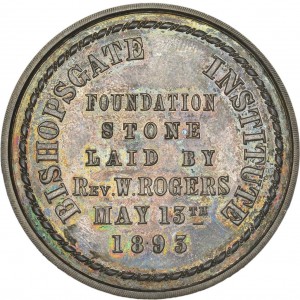 BISHOPSGATE INSTITUTE
FOUNDATION
STONE
LAID BY
REV. W. ROGERS
MAY 13TH
1893